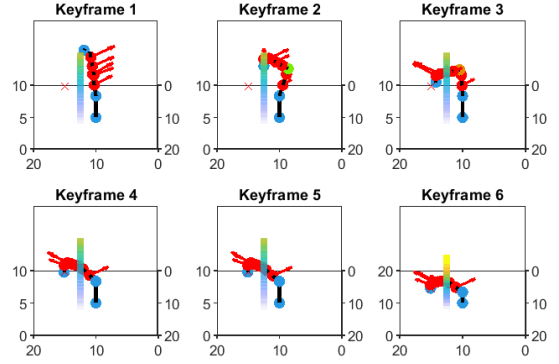 Keyframe 1 Keyframe 2 Keyframe 3
10 0 10 0 10 0
5 10 5 10 5 10
0 20 0 20 0 20
20 10 0 20 10 0 20 10 0
Keyframe 4 Keyframe 5 Keyframe 6
10 0 10 0 20 0
5 10 5 10 10 10
0 20 0 20 0 20
20 10 0 20 10 0 20 10 0